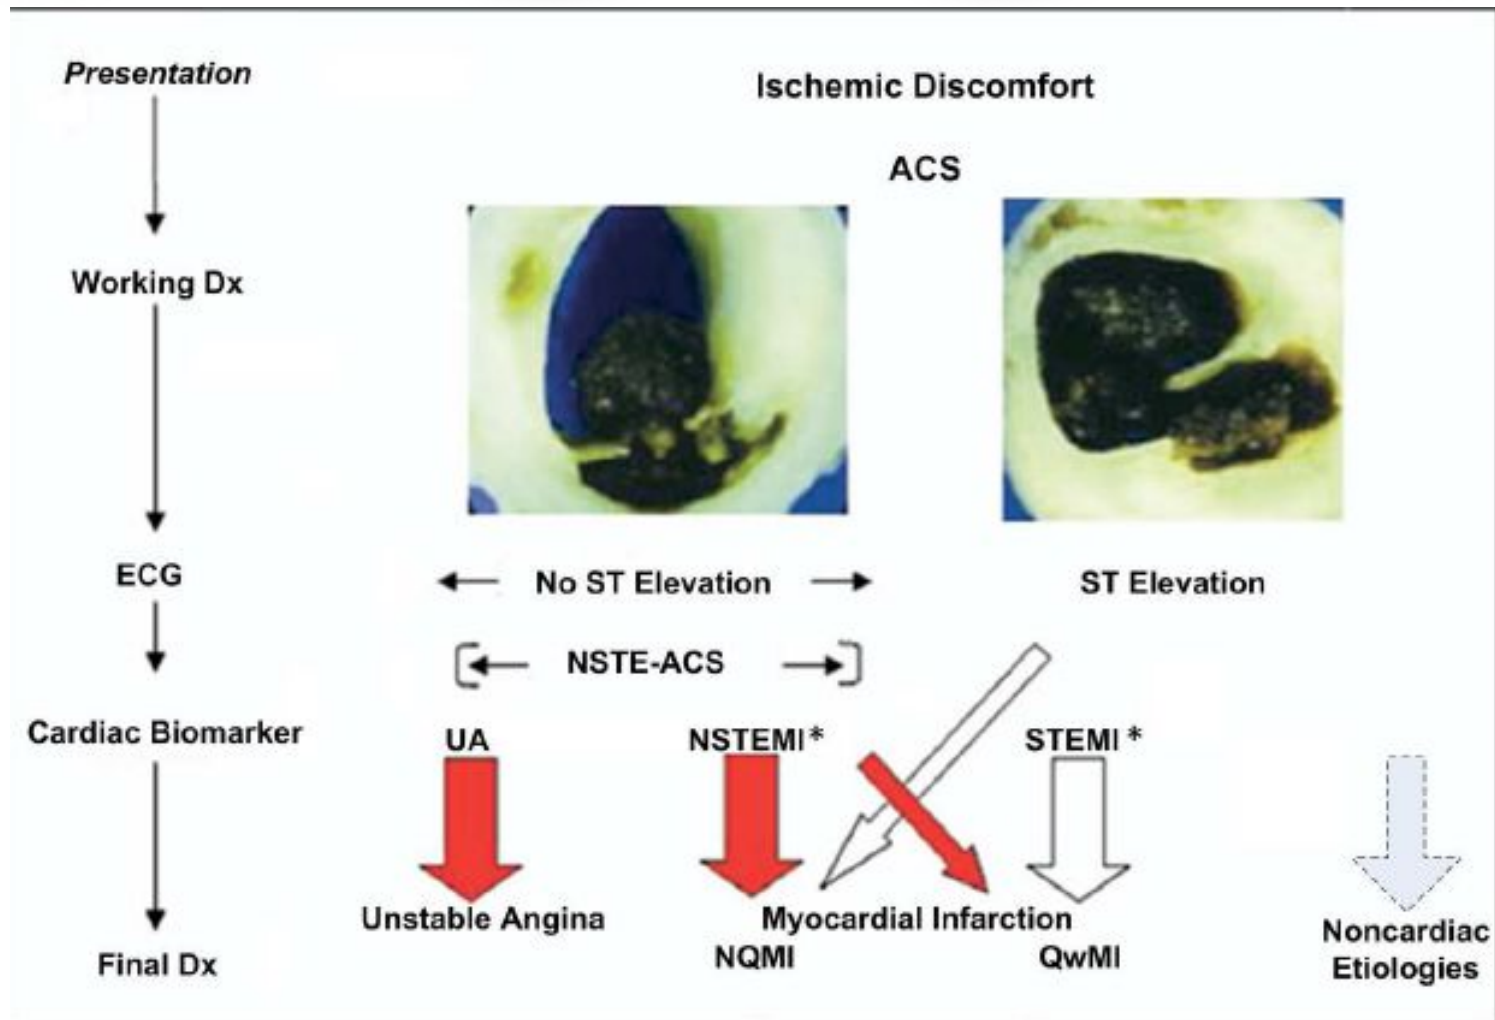 Presentation
Ischemic Discomfort
ACS
Working Dx
ECG
No ST Elevation
ST Elevation
NSTE-ACS
Cardiac Biomarker
UA
NSTEMI*
STEMI*
Unstable Angina
Myocardial Infarction
Noncardiac
Etiologies
Final Dx
NQMI
QwMI